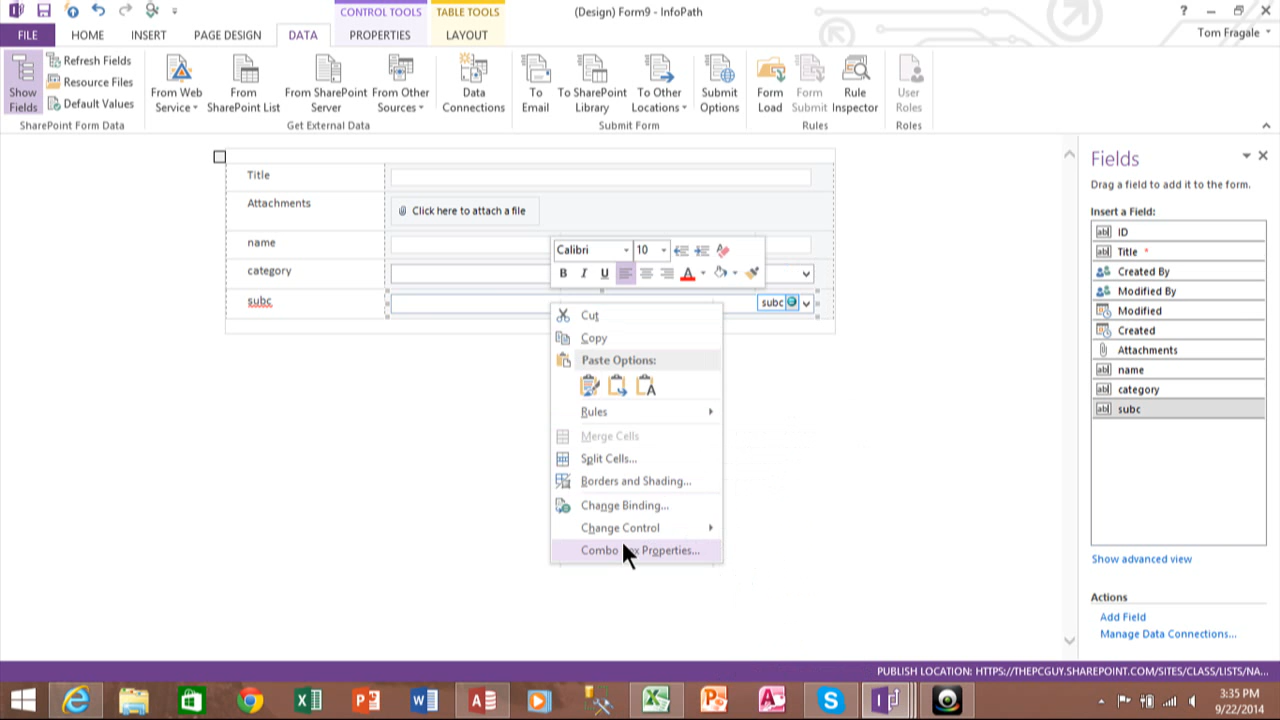 (Design) Form9 - InfoPath
CONTROL TOOLS
TABLE TOOLS
FILE
HOME
INSERT
PAGE DESIGN
DATA
PROPERTIES
LAYOUT
Tom Fragale
Show Fields
Refresh Fields
Resource Files
Default Values
SharePoint Form Data
From Web Service
From SharePoint List
From SharePoint Server
From Other Sources
Data Connections
Get External Data
To Email
To SharePoint Library
To Other Locations
Submit Options
Submit Form
Form Load
Form Submit
Rule Inspector
Rules
User Roles
Roles
Title
Attachments
Click here to attach a file
name
category
subc
subc
Calibri
10
B I U
Cut
Copy
Paste Options:
Rules
Merge Cells
Split Cells...
Borders and Shading...
Change Binding...
Change Control
Combo Properties...
Fields
Drag a field to add it to the form.
Insert a Field:
ID
Title *
Created By
Modified By
Modified
Created
Attachments
name
category
subc
Show advanced view
Actions
Add Field
Manage Data Connections...
PUBLISH LOCATION: HTTPS://THEPCGUY.SHAREPOINT.COM/SITES/CLASS/LISTS/NA...
3:35 PM
9/22/2014